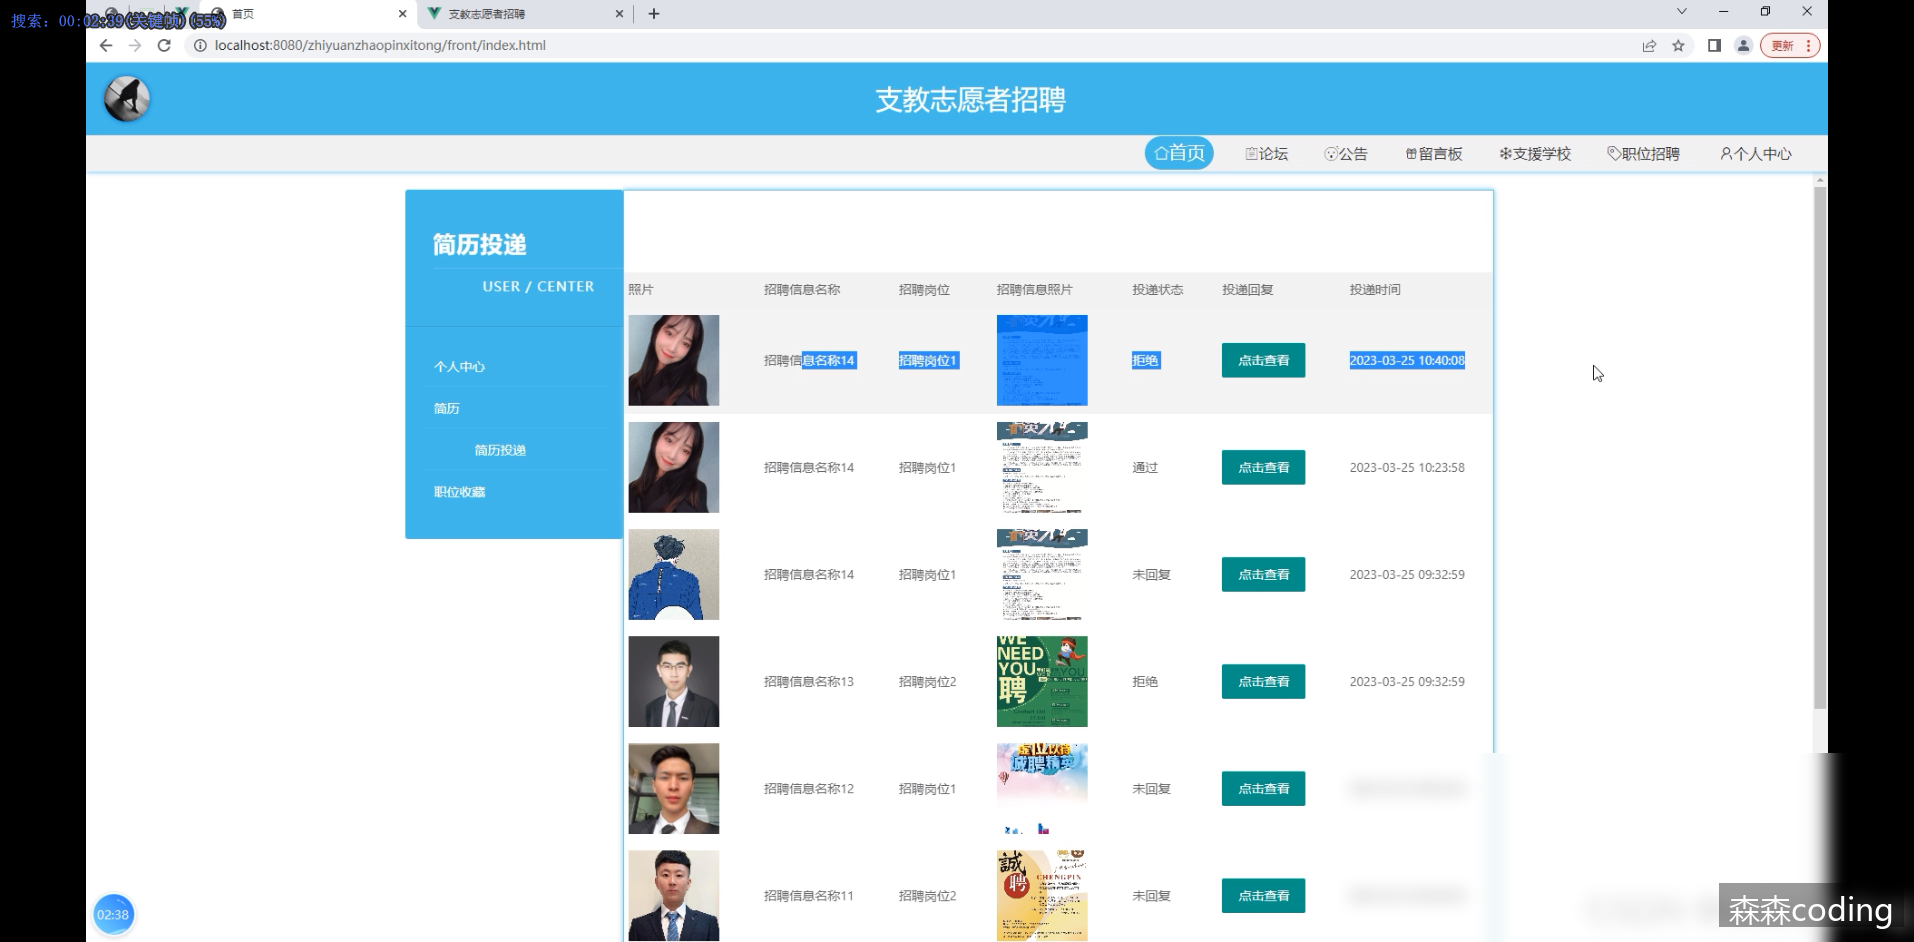 搜索: 00:02:39(关键帧)(55%)
首页
支教志愿者招聘
localhost:8080/zhiyuanzhaopinxitong/front/index.html
更新
支教志愿者招聘
首页 论坛 公告 留言板 支援学校 职位招聘 个人中心
简历投递
USER / CENTER
个人中心
简历
简历投递
职位收藏
照片 招聘信息名称 招聘岗位 招聘信息照片 投递状态 投递回复 投递时间
招聘信息名称14 招聘岗位1 拒绝 点击查看 2023-03-25 10:40:08
招聘信息名称14 招聘岗位1 通过 点击查看 2023-03-25 10:23:58
招聘信息名称14 招聘岗位1 未回复 点击查看 2023-03-25 09:32:59
WE
NEED
YOU
聘
招聘信息名称13 招聘岗位2 拒绝 点击查看 2023-03-25 09:32:59
诚聘精英
招聘信息名称12 招聘岗位1 未回复 点击查看
誠
聘
CHENGPIN
招聘信息名称11 招聘岗位2 未回复 点击查看
02:38
森森coding